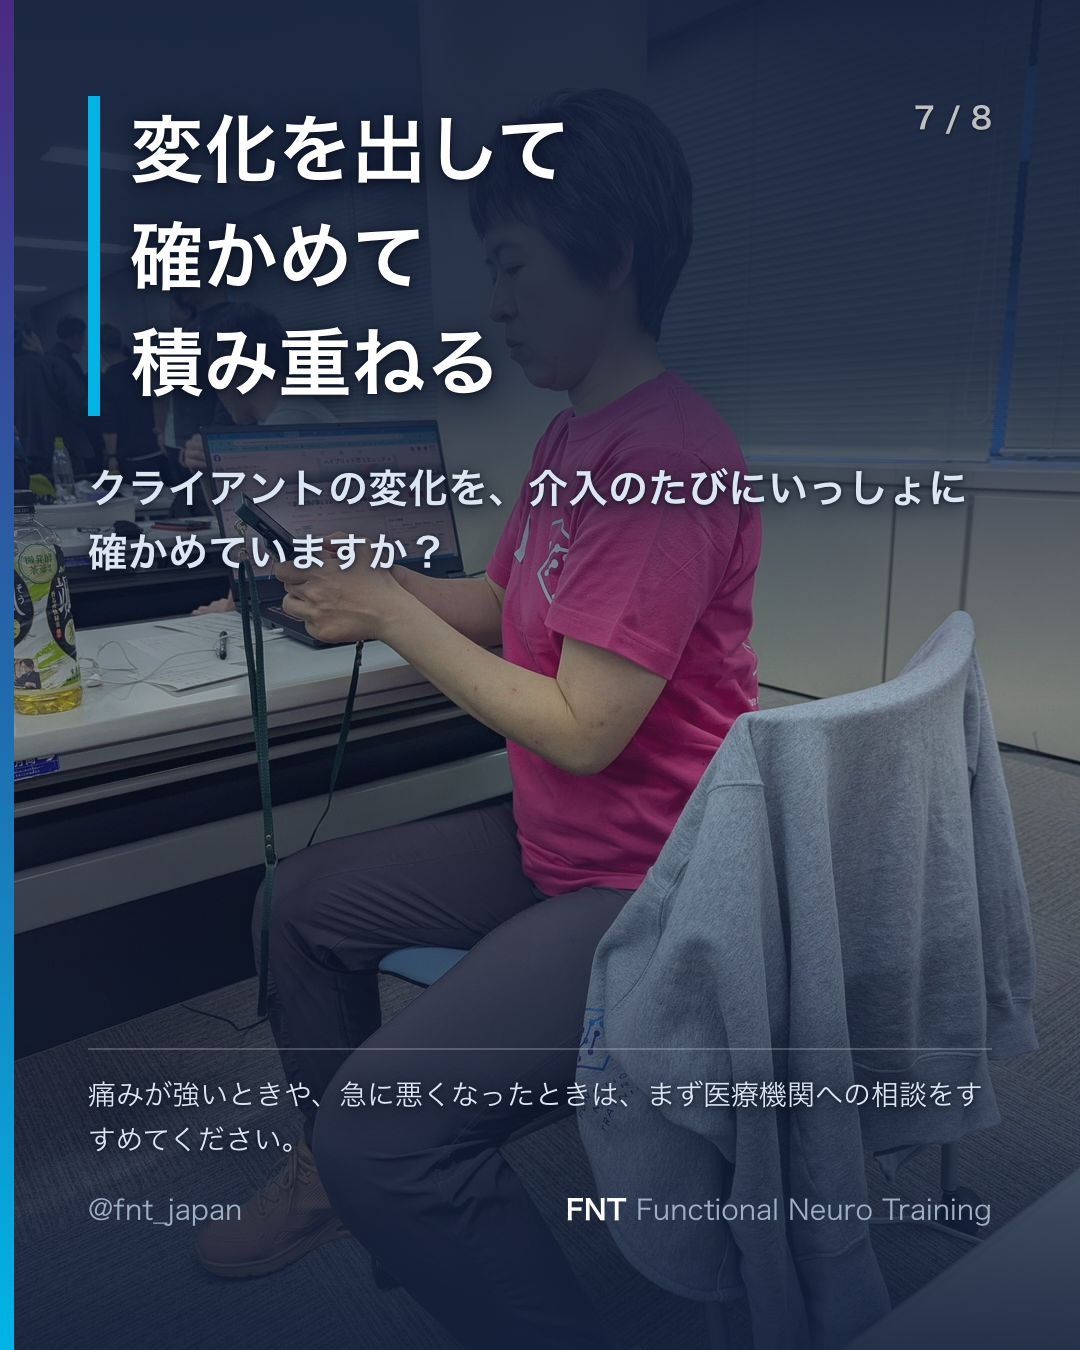 7 / 8
変化を出して
確かめて
積み重ねる
クライアントの変化を、介入のたびにいっしょに
確かめていますか？
痛みが強いときや、急に悪くなったときは、まず医療機関への相談をす
すめてください。
@fnt_japan
FNT Functional Neuro Training